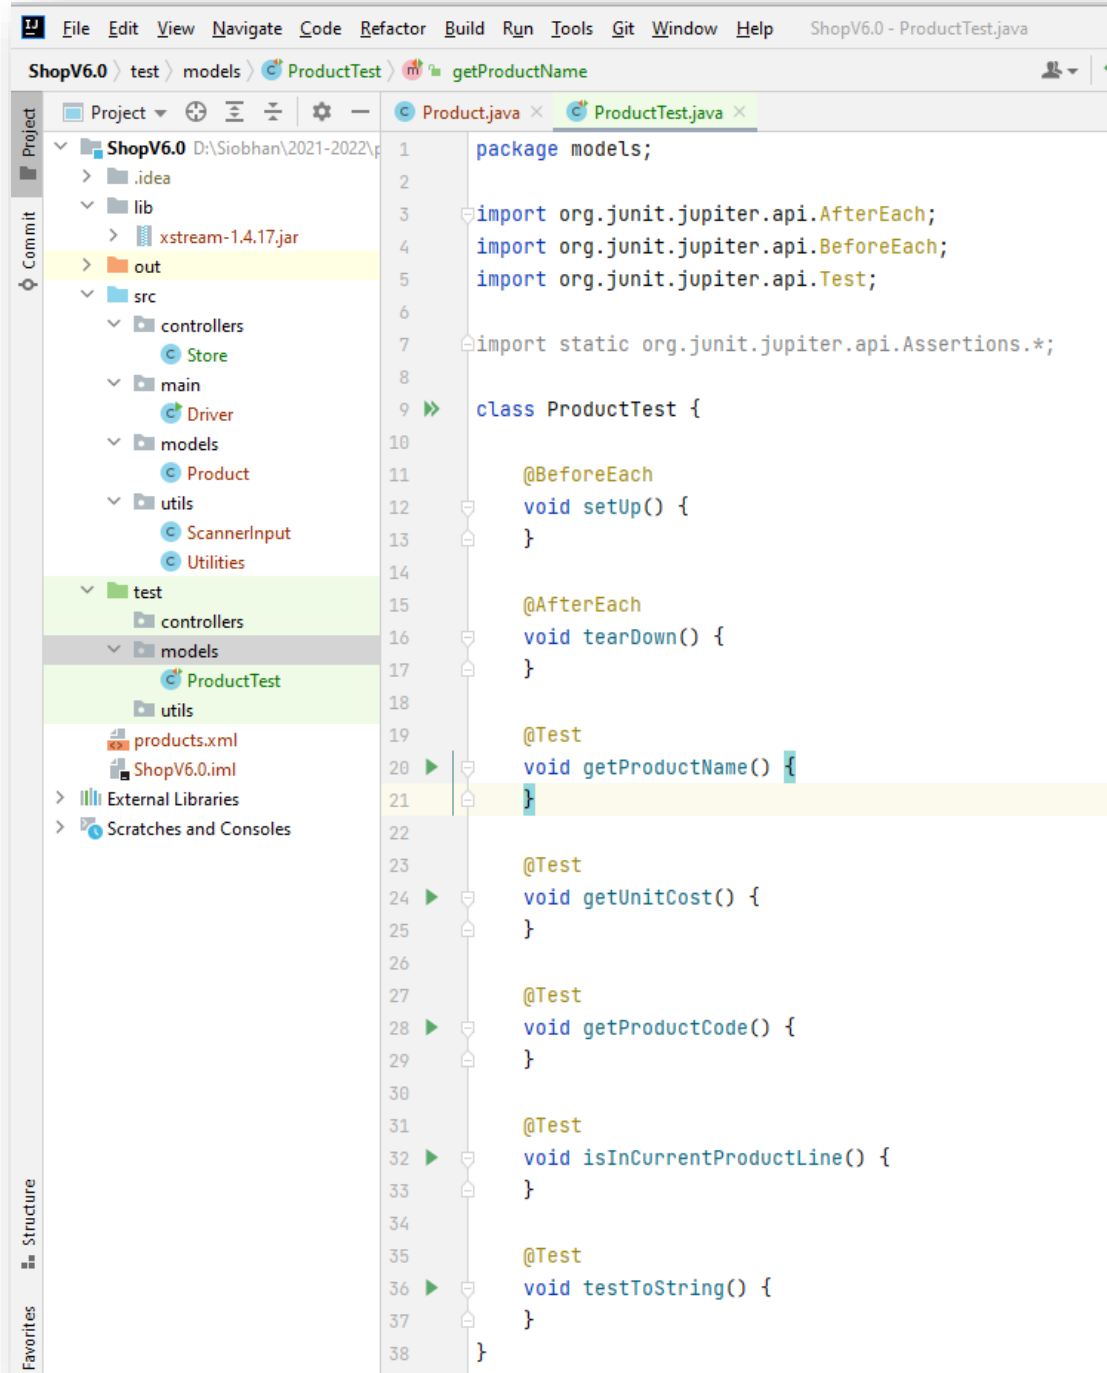 File Edit View Navigate Code Refactor Build Run Tools Git Window Help ShopV6.0 - ProductTest.java
ShopV6.0 test models ProductTest getProductName
Project
Commit
Structure
Favorites
Project
ShopV6.0 D:\Siobhan\2021-2022\p
.idea
lib
xstream-1.4.17.jar
out
src
controllers
Store
main
Driver
models
Product
utils
ScannerInput
Utilities
test
controllers
models
ProductTest
utils
products.xml
ShopV6.0.iml
External Libraries
Scratches and Consoles
Product.java ProductTest.java
1 package models;
2
3 import org.junit.jupiter.api.AfterEach;
4 import org.junit.jupiter.api.BeforeEach;
5 import org.junit.jupiter.api.Test;
6
7 import static org.junit.jupiter.api.Assertions.*;
8
9 class ProductTest {
10
11 @BeforeEach
12 void setUp() {
13 }
14
15 @AfterEach
16 void tearDown() {
17 }
18
19 @Test
20 void getProductName() {
21 }
22
23 @Test
24 void getUnitCost() {
25 }
26
27 @Test
28 void getProductCode() {
29 }
30
31 @Test
32 void isInCurrentProductLine() {
33 }
34
35 @Test
36 void testToString() {
37 }
38 }